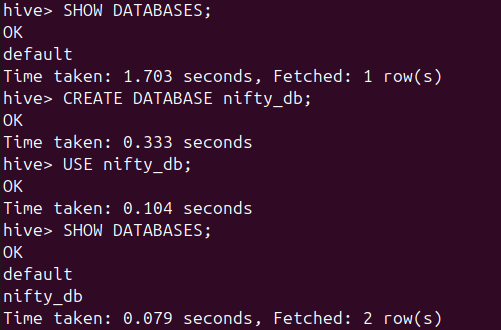 hive> SHOW DATABASES;
OK
default
Time taken: 1.703 seconds, Fetched: 1 row(s)
hive> CREATE DATABASE nifty_db;
OK
Time taken: 0.333 seconds
hive> USE nifty_db;
OK
Time taken: 0.104 seconds
hive> SHOW DATABASES;
OK
default
nifty_db
Time taken: 0.079 seconds, Fetched: 2 row(s)